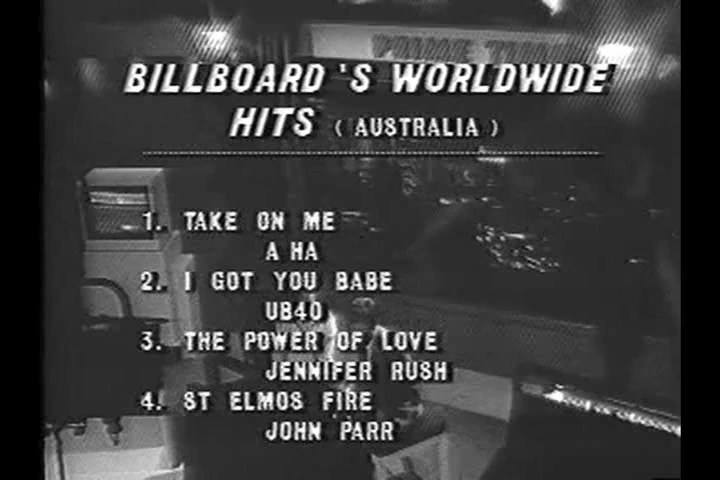 BILLBOARD 'S WORLDWIDE
HITS ( AUSTRALIA )
1. TAKE ON ME
A HA
2. I GOT YOU BABE
UB40
3. THE POWER OF LOVE
JENNIFER RUSH
4. ST ELMOS FIRE
JOHN PARR